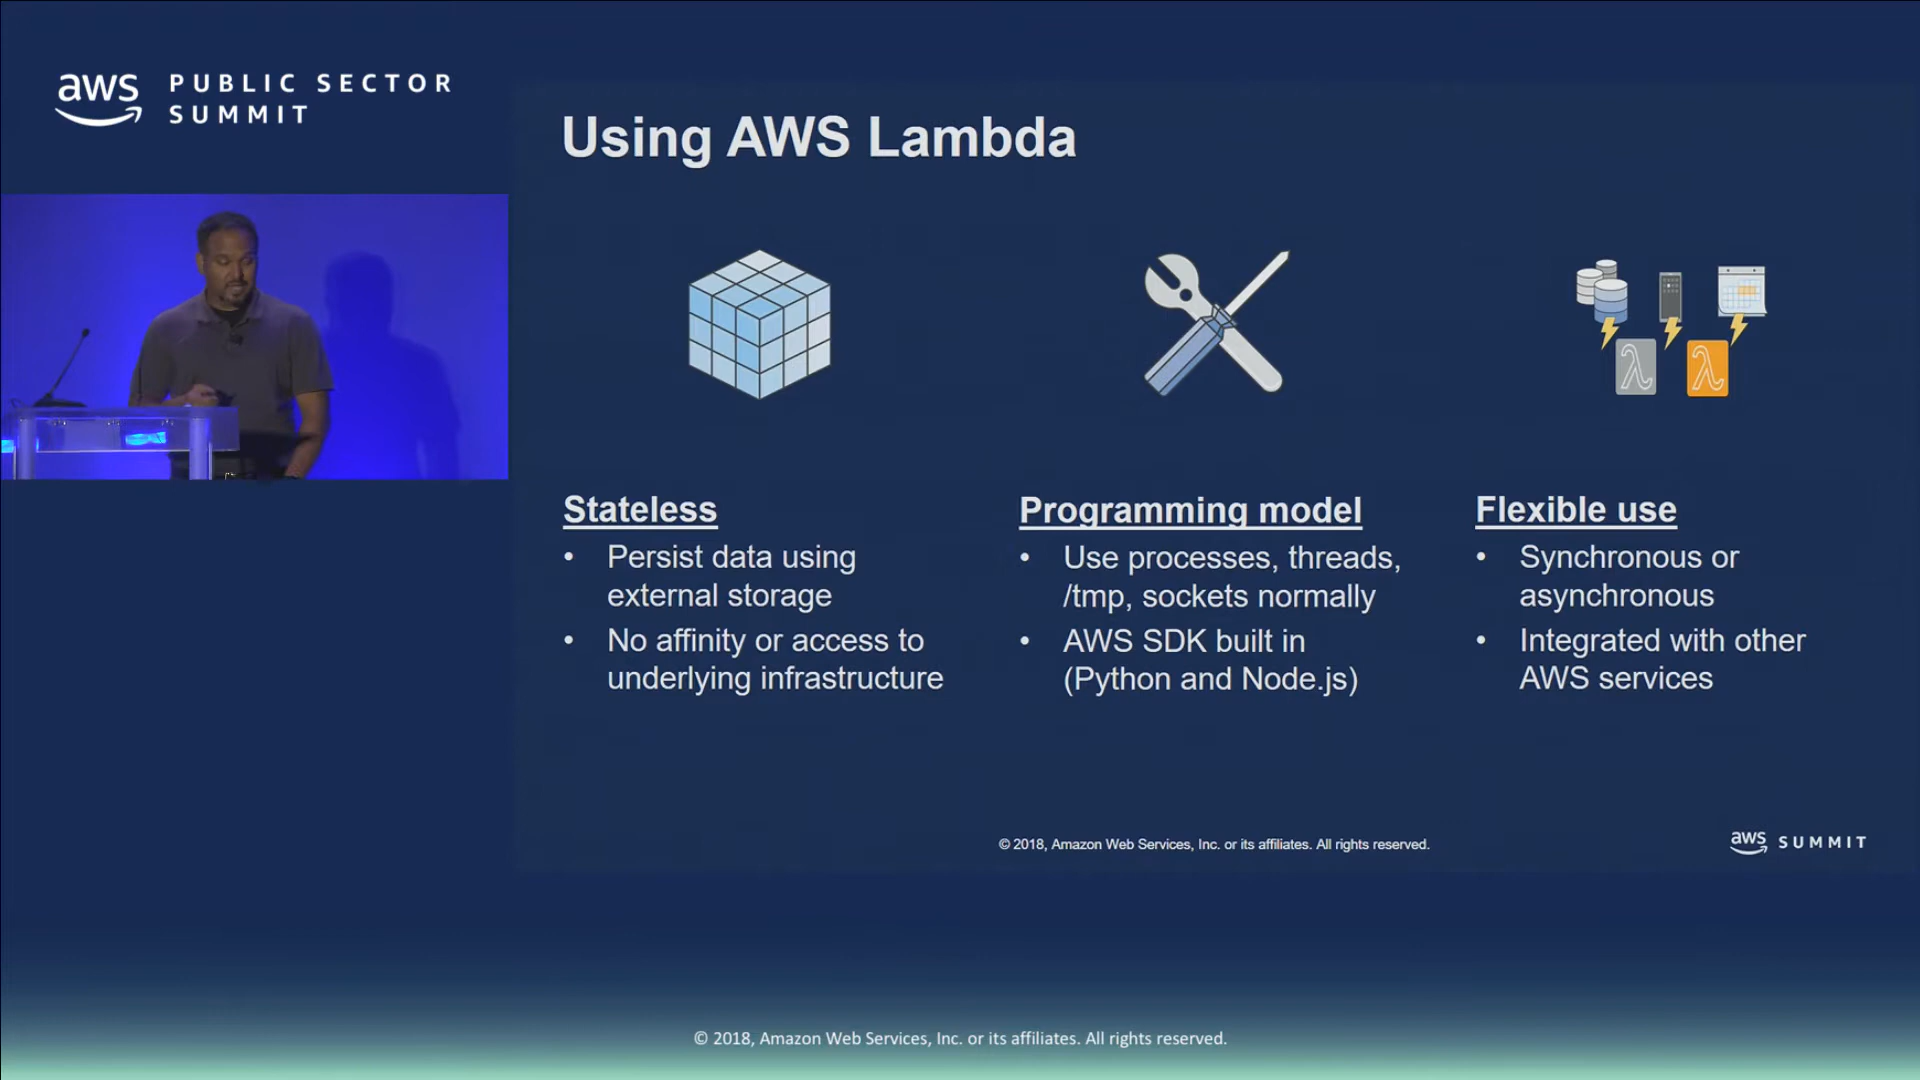 aws PUBLIC SECTOR
SUMMIT
Using AWS Lambda
Stateless
• Persist data using
external storage
• No affinity or access to
underlying infrastructure
Programming model
• Use processes, threads,
/tmp, sockets normally
• AWS SDK built in
(Python and Node.js)
Flexible use
• Synchronous or
asynchronous
• Integrated with other
AWS services
© 2018, Amazon Web Services, Inc. or its affiliates. All rights reserved.
aws SUMMIT
© 2018, Amazon Web Services, Inc. or its affiliates. All rights reserved.